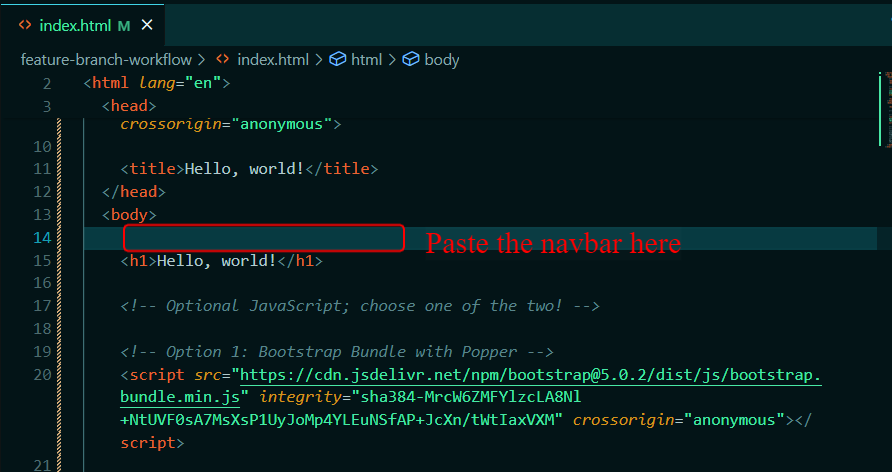 <> index.html M ×
feature-branch-workflow > <> index.html > html > body
2 <html lang="en">
3 <head>
crossorigin="anonymous">
10
11 <title>Hello, world!</title>
12 </head>
13 <body>
14 Paste the navbar here
15 <h1>Hello, world!</h1>
16
17 <!-- Optional JavaScript; choose one of the two! -->
18
19 <!-- Option 1: Bootstrap Bundle with Popper -->
20 <script src="https://cdn.jsdelivr.net/npm/bootstrap@5.0.2/dist/js/bootstrap.
bundle.min.js" integrity="sha384-MrcW6ZMFYlzcLA8Nl
+NtUVF0sA7MsXsP1UyJoMp4YLEuNSfAP+JcXn/tWtIaxVXM" crossorigin="anonymous"></
script>
21